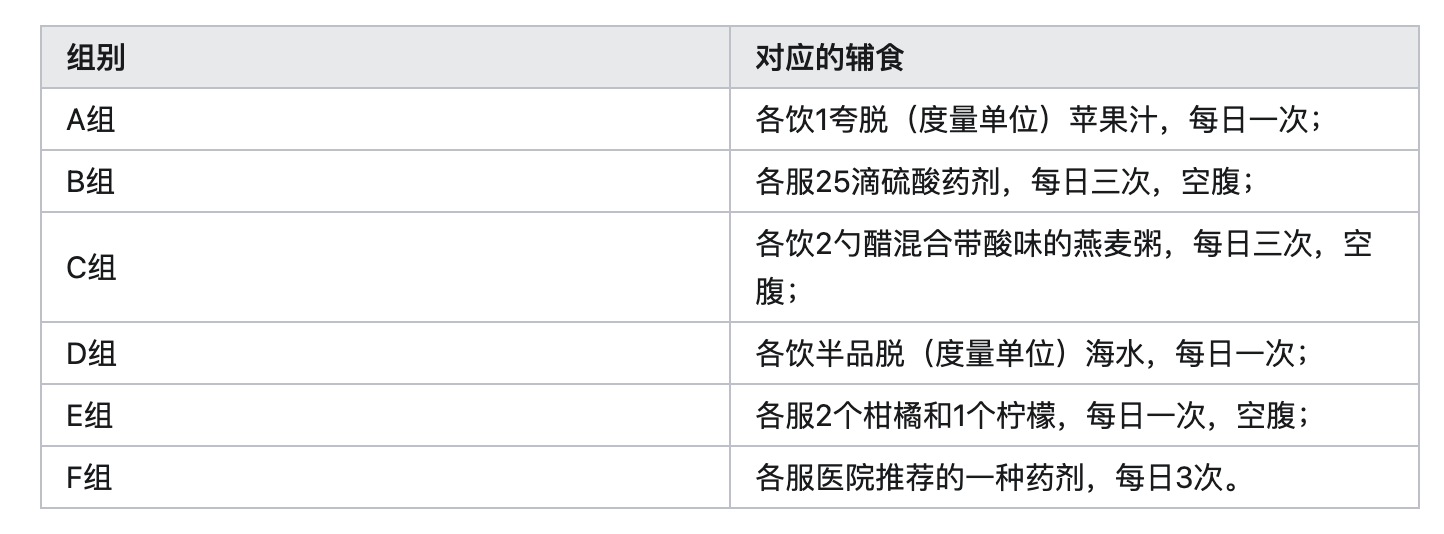 组别 对应的辅食
A组 各饮1夸脱（度量单位）苹果汁，每日一次；
B组 各服25滴硫酸药剂，每日三次，空腹；
C组 各饮2勺醋混合带酸味的燕麦粥，每日三次，空
腹；
D组 各饮半品脱（度量单位）海水，每日一次；
E组 各服2个柑橘和1个柠檬，每日一次，空腹；
F组 各服医院推荐的一种药剂，每日3次。